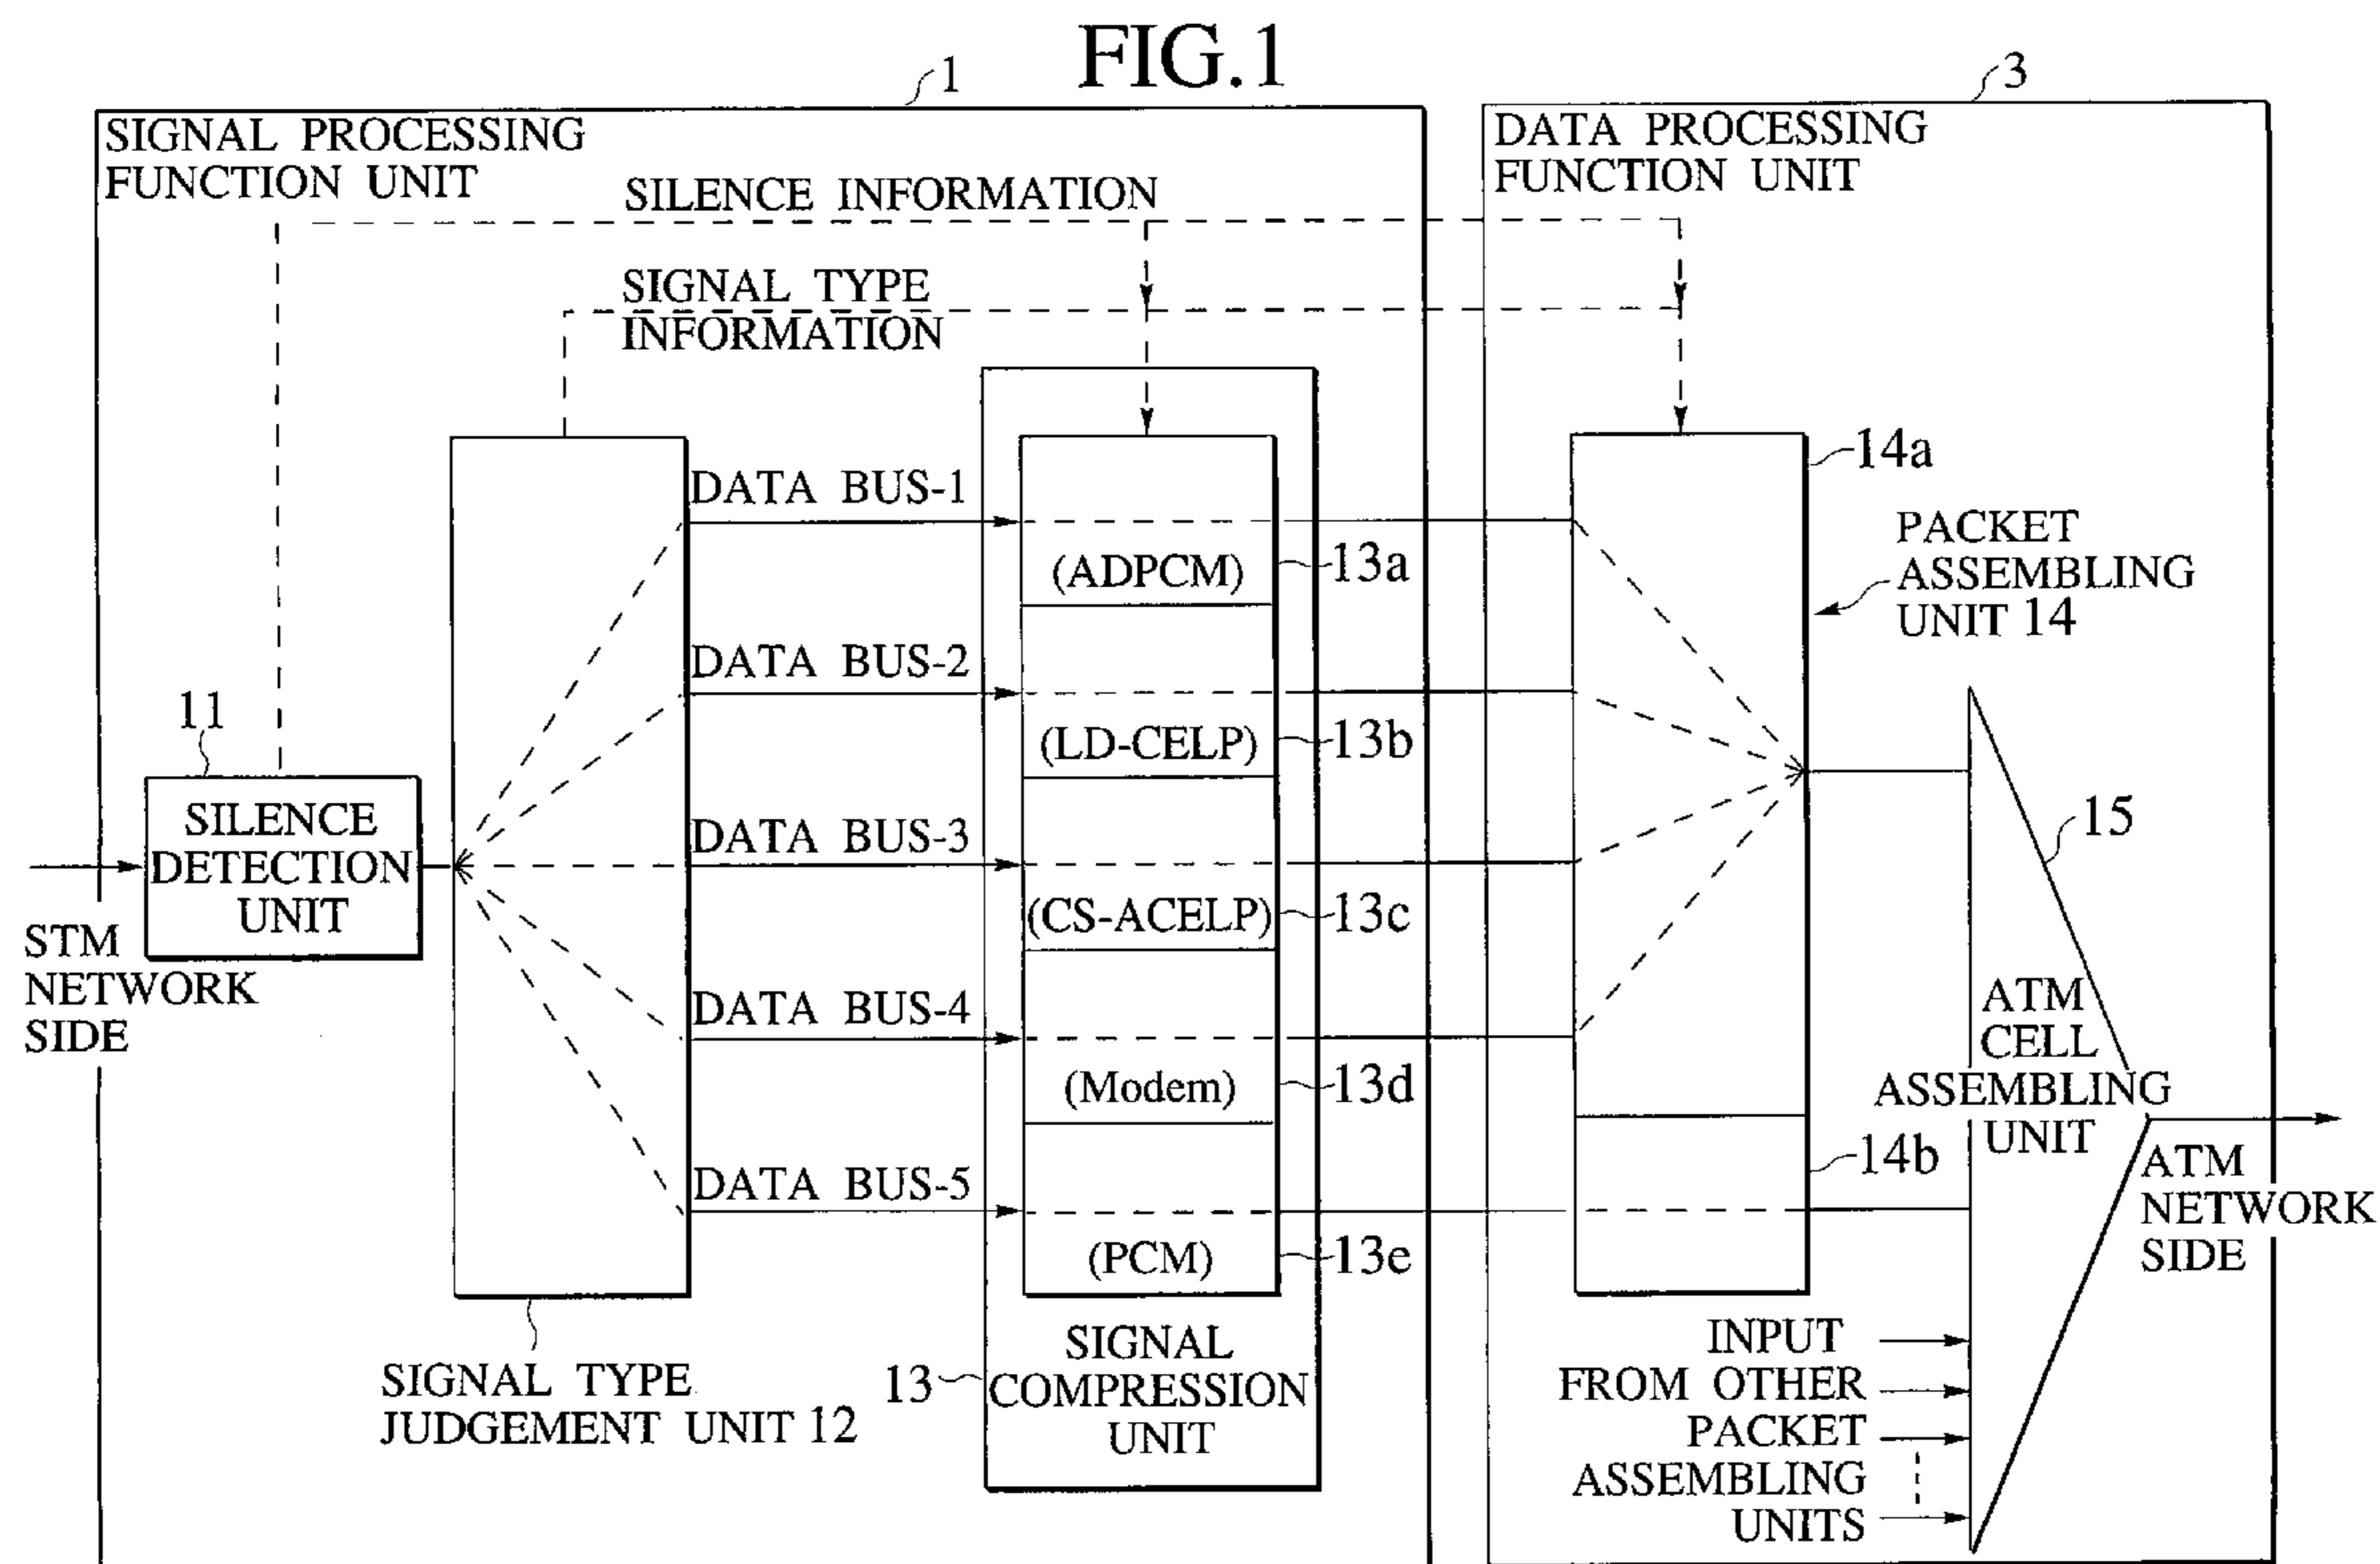 FIG.1
1
3
SIGNAL PROCESSING
FUNCTION UNIT
DATA PROCESSING
FUNCTION UNIT
SILENCE INFORMATION
SIGNAL TYPE
INFORMATION
DATA BUS-1
DATA BUS-2
DATA BUS-3
DATA BUS-4
DATA BUS-5
11
SILENCE
DETECTION
UNIT
STM
NETWORK
SIDE
(ADPCM)
13a
(LD-CELP)
13b
(CS-ACELP)
13c
(Modem)
13d
(PCM)
13e
14a
PACKET
ASSEMBLING
UNIT 14
14b
15
ATM
CELL
ASSEMBLING
UNIT
ATM
NETWORK
SIDE
SIGNAL TYPE
JUDGEMENT UNIT 12
13
SIGNAL
COMPRESSION
UNIT
INPUT
FROM OTHER
PACKET
ASSEMBLING
UNITS